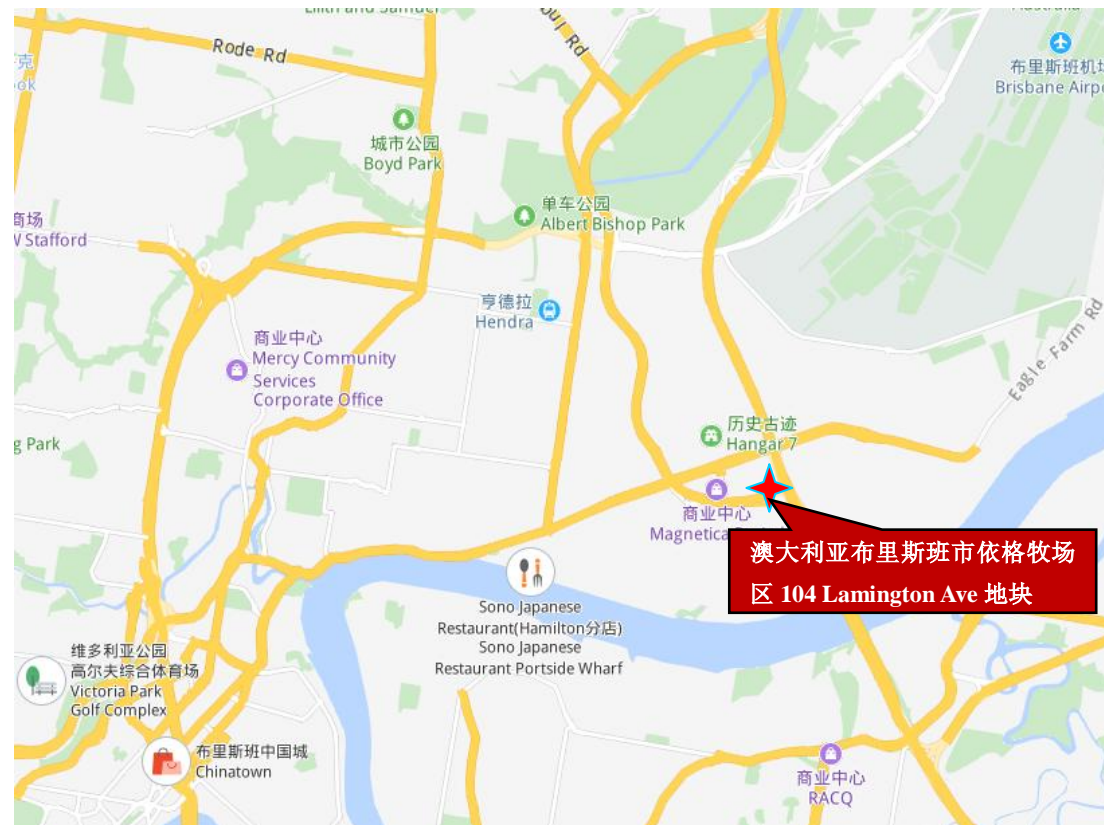 Rode Rd
布里斯班机场
Brisbane Airpo
城市公园
Boyd Park
单车公园
Albert Bishop Park
商场
W Stafford
亨德拉
Hendra
商业中心
Mercy Community
Services
Corporate Office
Eagle Farm Rd
历史古迹
Hangar 7
g Park
商业中心
Magnetica
澳大利亚布里斯班市依格牧场
区 104 Lamington Ave 地块
Sono Japanese
Restaurant(Hamilton分店)
Sono Japanese
Restaurant Portside Wharf
维多利亚公园
高尔夫综合体育场
Victoria Park
Golf Complex
布里斯班中国城
Chinatown
商业中心
RACQ